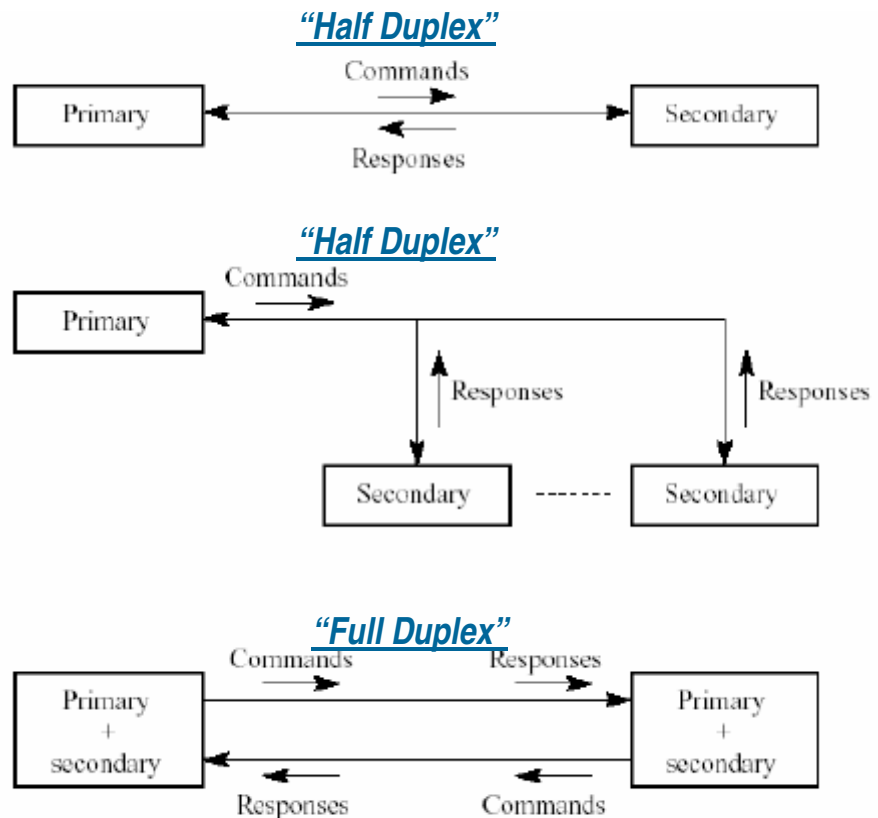 “Half Duplex”
Commands
Primary
Secondary
Responses
“Half Duplex”
Commands
Primary
Responses
Responses
Secondary
Secondary
“Full Duplex”
Commands
Responses
Primary
+
secondary
Primary
+
secondary
Responses
Commands